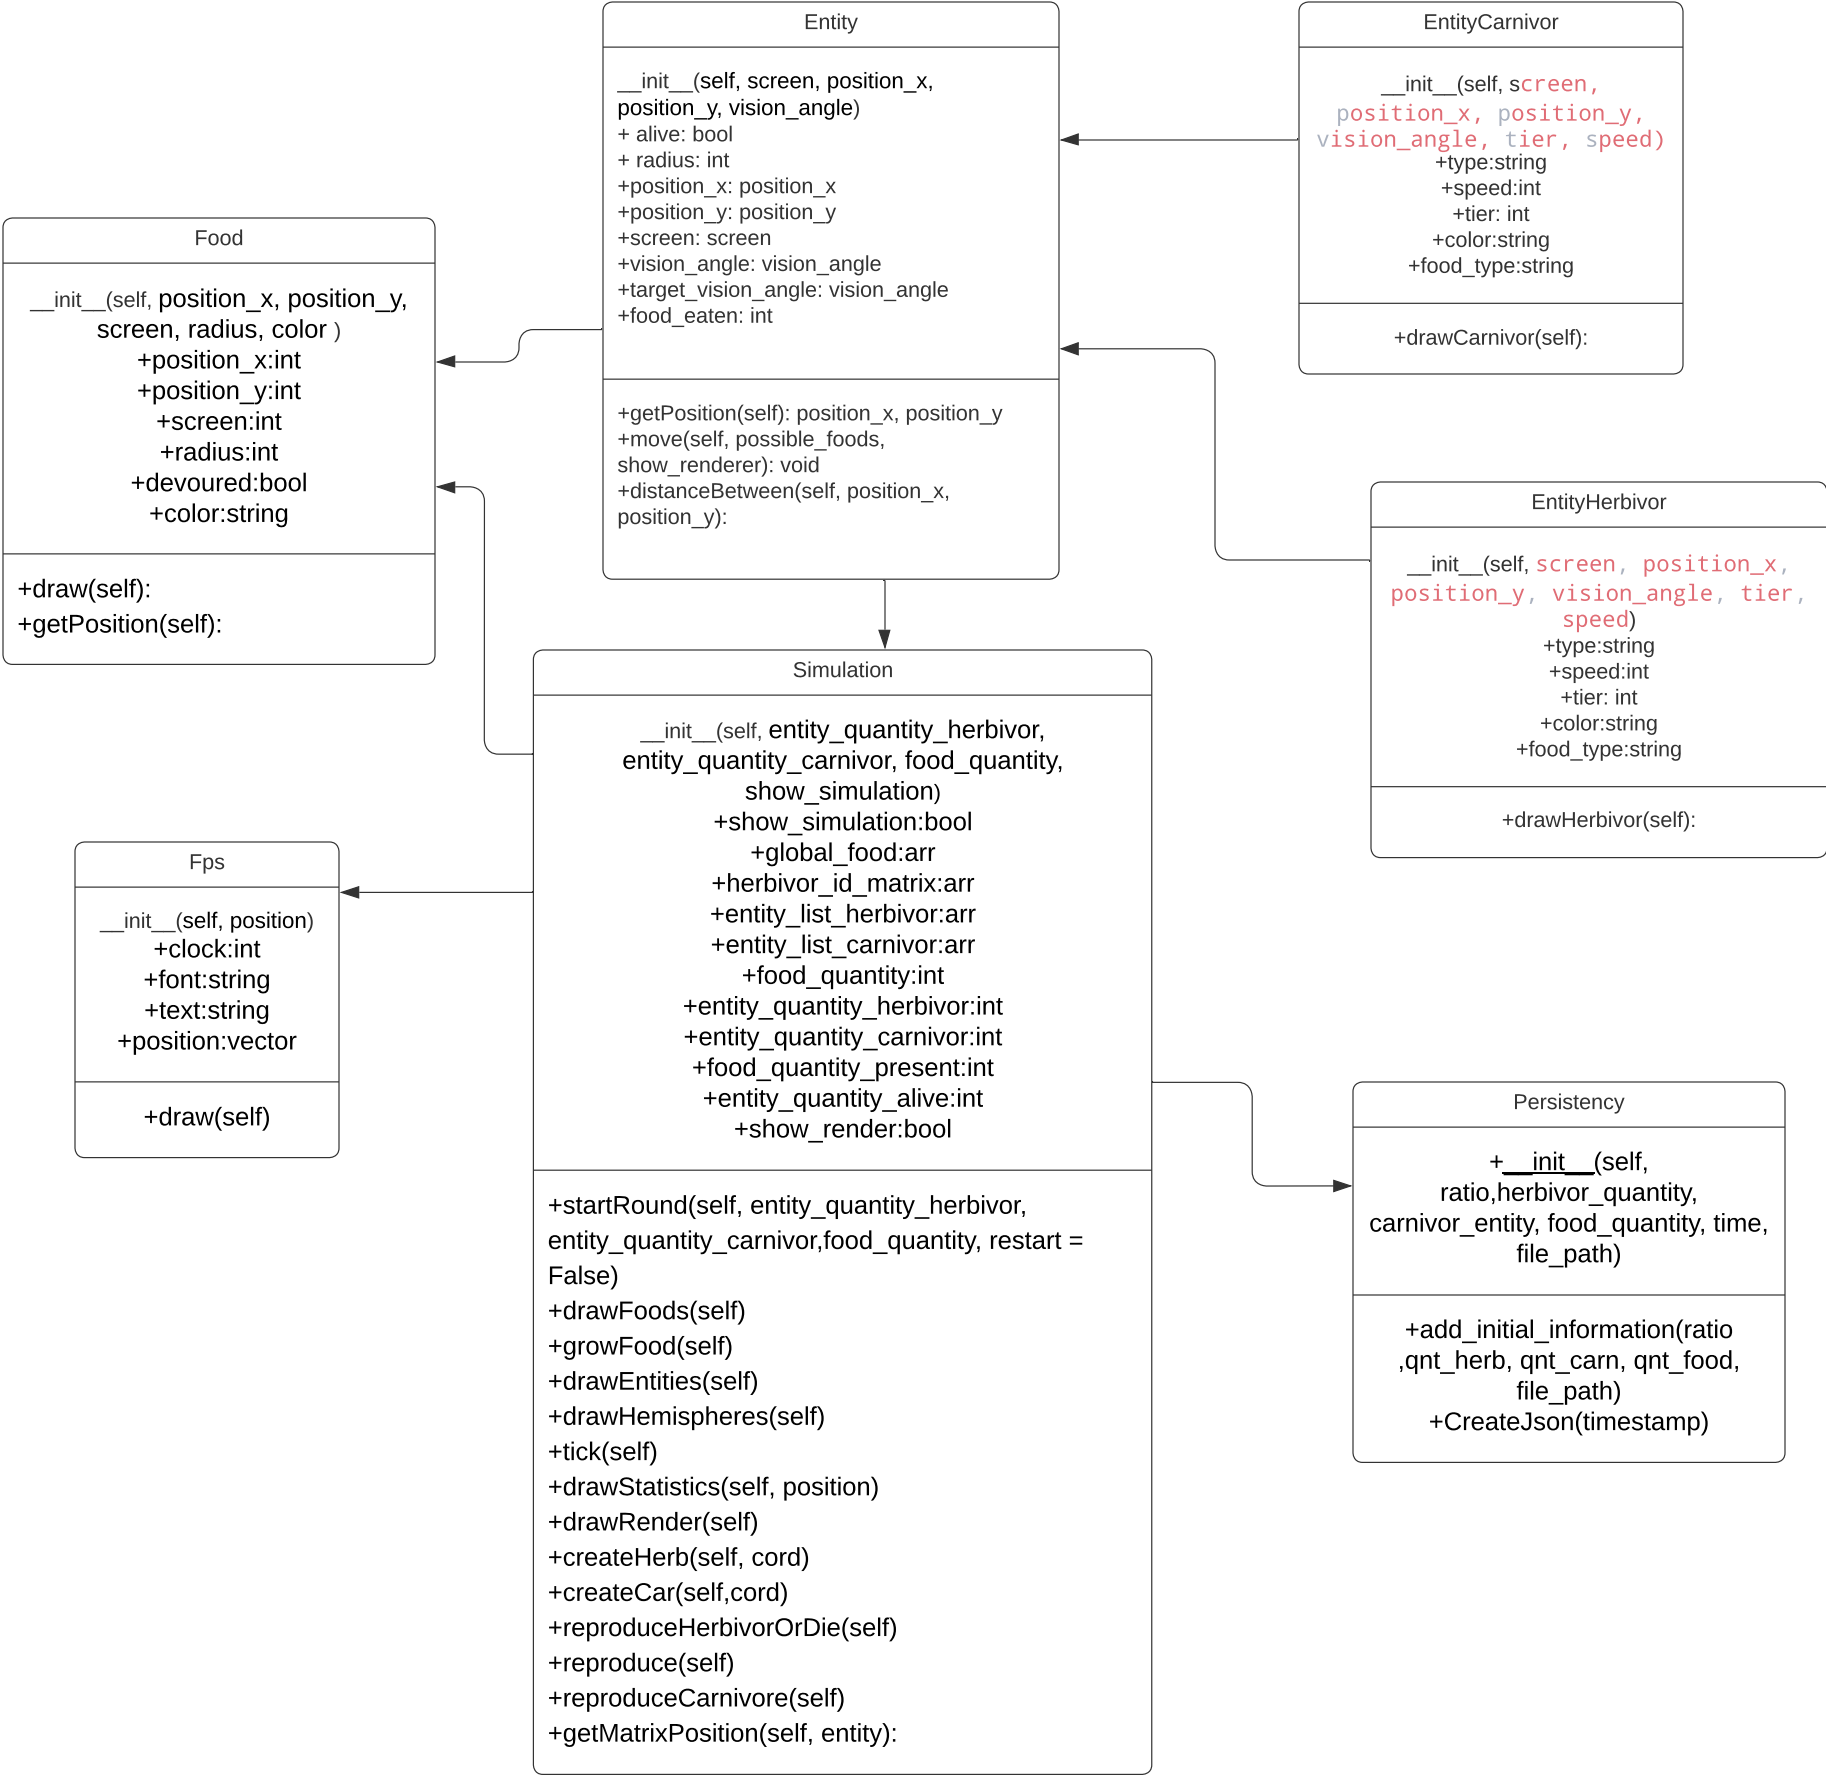 Entity
__init__(self, screen, position_x,
position_y, vision_angle)
+ alive: bool
+ radius: int
+position_x: position_x
+position_y: position_y
+screen: screen
+vision_angle: vision_angle
+target_vision_angle: vision_angle
+food_eaten: int
+getPosition(self): position_x, position_y
+move(self, possible_foods,
show_renderer): void
+distanceBetween(self, position_x,
position_y):
EntityCarnivor
__init__(self, screen,
position_x, position_y,
vision_angle, tier, speed)
+type:string
+speed:int
+tier: int
+color:string
+food_type:string
+drawCarnivor(self):
Food
__init__(self, position_x, position_y,
screen, radius, color )
+position_x:int
+position_y:int
+screen:int
+radius:int
+devoured:bool
+color:string
+draw(self):
+getPosition(self):
EntityHerbivor
__init__(self, screen, position_x,
position_y, vision_angle, tier,
speed)
+type:string
+speed:int
+tier: int
+color:string
+food_type:string
+drawHerbivor(self):
Simulation
__init__(self, entity_quantity_herbivor,
entity_quantity_carnivor, food_quantity,
show_simulation)
+show_simulation:bool
+global_food:arr
+herbivor_id_matrix:arr
+entity_list_herbivor:arr
+entity_list_carnivor:arr
+food_quantity:int
+entity_quantity_herbivor:int
+entity_quantity_carnivor:int
+food_quantity_present:int
+entity_quantity_alive:int
+show_render:bool
+startRound(self, entity_quantity_herbivor,
entity_quantity_carnivor,food_quantity, restart =
False)
+drawFoods(self)
+growFood(self)
+drawEntities(self)
+drawHemispheres(self)
+tick(self)
+drawStatistics(self, position)
+drawRender(self)
+createHerb(self, cord)
+createCar(self,cord)
+reproduceHerbivorOrDie(self)
+reproduce(self)
+reproduceCarnivore(self)
+getMatrixPosition(self, entity):
Fps
__init__(self, position)
+clock:int
+font:string
+text:string
+position:vector
+draw(self)
Persistency
+__init__(self,
ratio,herbivor_quantity,
carnivor_entity, food_quantity, time,
file_path)
+add_initial_information(ratio
,qnt_herb, qnt_carn, qnt_food,
file_path)
+CreateJson(timestamp)